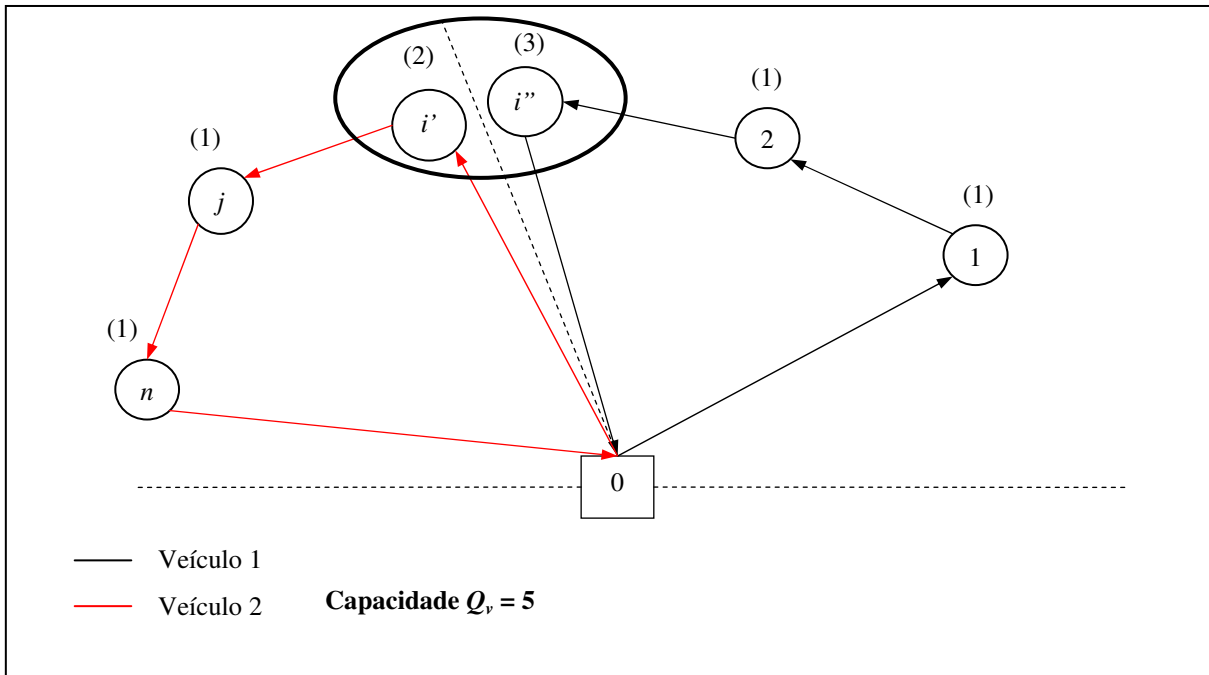 (3)
(2)
i’
i”
(1)
2
(1)
j
(1)
1
(1)
n
0
Veículo 1
Veículo 2
Capacidade Qv = 5